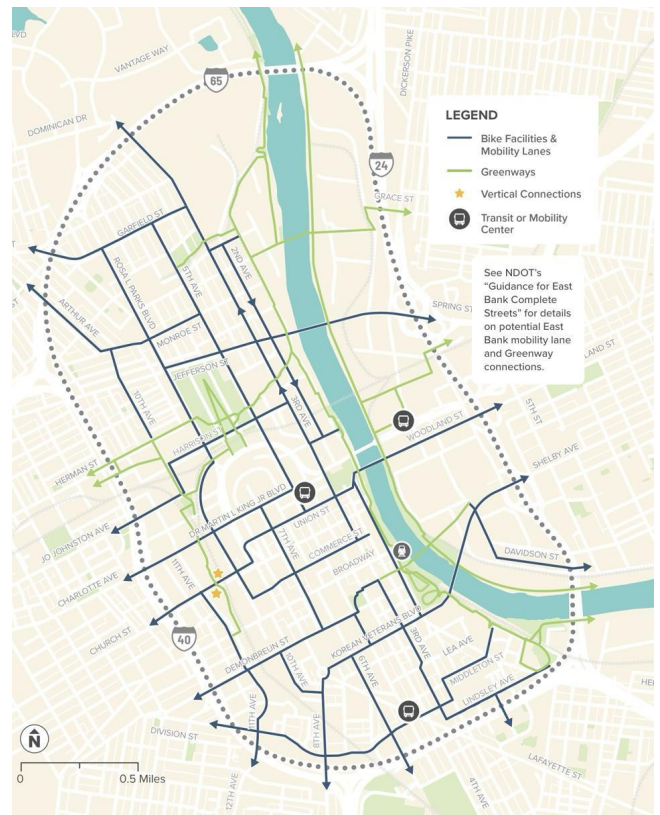 LVD
VANTAGE WAY
DICKERSON PIKE
65
DOMINICAN DR
24
LEGEND
Bike Facilities &
Mobility Lanes
Greenways
Vertical Connections
Transit or Mobility
Center
GRACE ST
See NDOT's
"Guidance for East
Bank Complete
Streets" for details
on potential East
Bank mobility lane
and Greenway
connections.
GARFIELD ST
ROSA L PARKS BLVD
5TH AVE
2ND AVE
ARTHUR AVE
MONROE ST
SPRING ST
LAND ST
JEFFERSON ST
10TH AVE
3RD AVE
5TH ST
WOODLAND ST
HARRISON ST
HERMAN ST
SHELBY AVE
DR MARTIN L KING JR BLVD
UNION ST
JO JOHNSTON AVE
7TH AVE
COMMERCE ST
BROADWAY
DAVIDSON ST
CHARLOTTE AVE
11TH AVE
CHURCH ST
40
KOREAN VETERANS BLVD
3RD AVE
DEMONBREUN ST
LEA AVE
10TH AVE
6TH AVE
MIDDLETON ST
LINDSLEY AVE
HE
11TH AVE
8TH AVE
DIVISION ST
N
0
0.5 Miles
12TH AVE
4TH AVE
LAFAYETTE ST